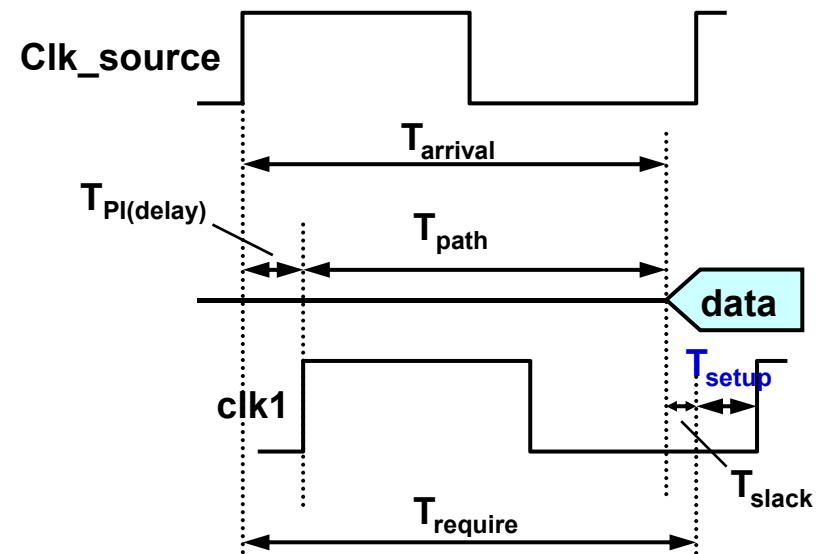 Clk_source
Tarrival
TPI(delay)
Tpath
data
Tsetup
clk1
Tslack
Trequire